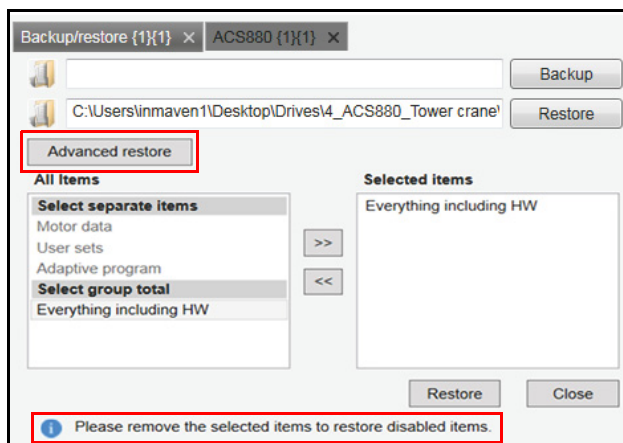 Backup/restore {1}{1} × ACS880 {1}{1} ×
Backup
C:\Users\inmaven1\Desktop\Drives\4_ACS880_Tower crane\ Restore
Advanced restore
All Items Selected items
Select separate items Everything including HW
Motor data
User sets >>
Adaptive program
Select group total <<
Everything including HW
Restore Close
Please remove the selected items to restore disabled items.